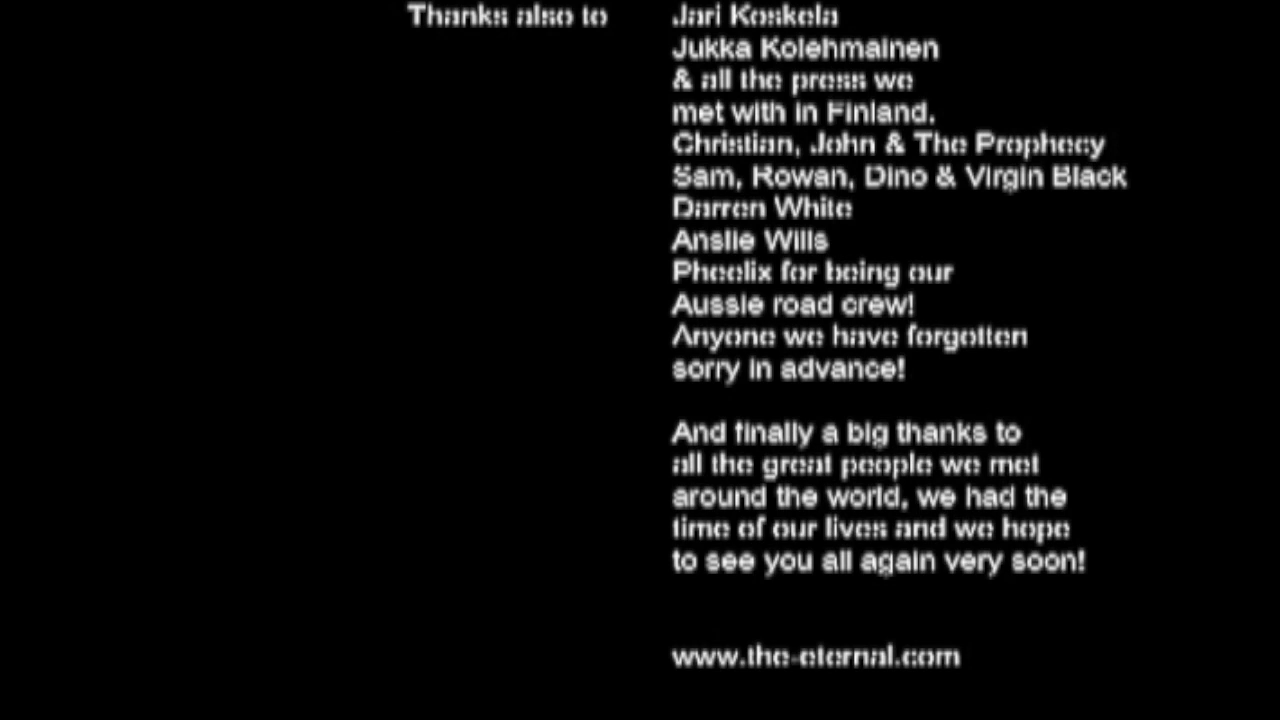 Thanks also to Jari Koskela
Jukka Kolehmainen
& all the press we
met with in Finland.
Christian, John & The Prophecy
Sam, Rowan, Dino & Virgin Black
Darren White
Anslie Wills
Pheelix for being our
Aussie road crew!
Anyone we have forgotten
sorry in advance!
And finally a big thanks to
all the great people we met
around the world, we had the
time of our lives and we hope
to see you all again very soon!
www.the-eternal.com